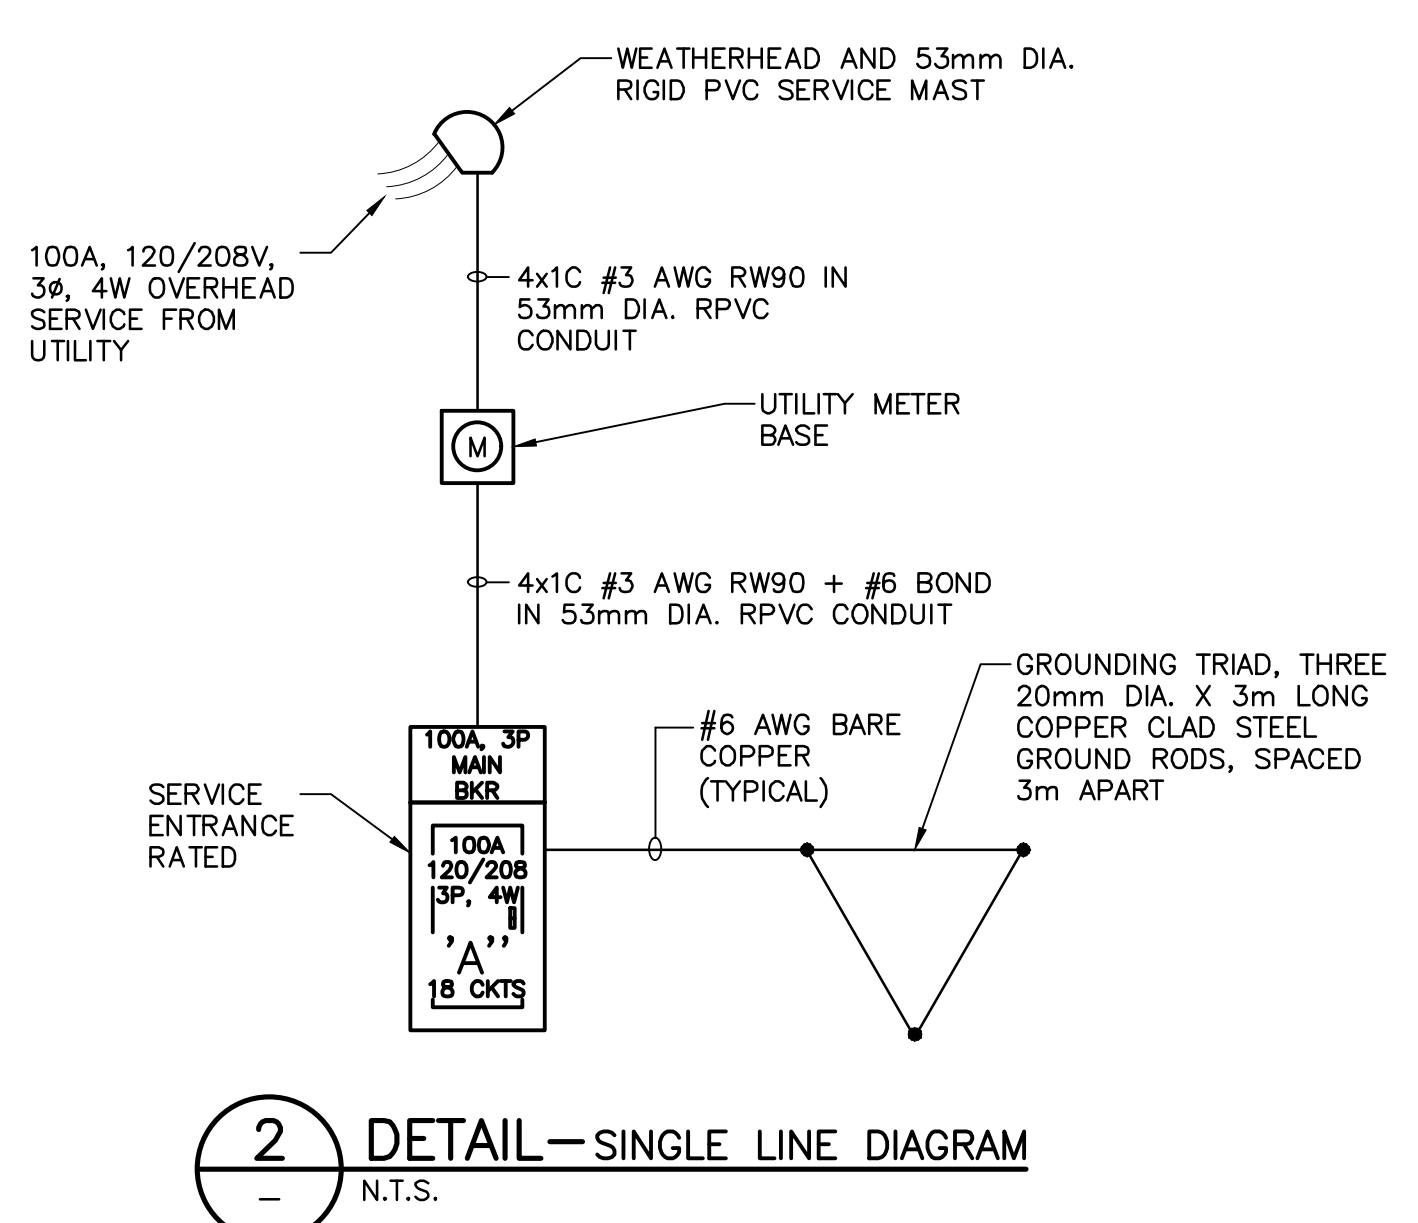 WEATHERHEAD AND 53mm DIA.
RIGID PVC SERVICE MAST
100A, 120/208V,
3ø, 4W OVERHEAD
SERVICE FROM
UTILITY
4x1C #3 AWG RW90 IN
53mm DIA. RPVC
CONDUIT
UTILITY METER
BASE
M
4x1C #3 AWG RW90 + #6 BOND
IN 53mm DIA. RPVC CONDUIT
GROUNDING TRIAD, THREE
20mm DIA. X 3m LONG
COPPER CLAD STEEL
GROUND RODS, SPACED
3m APART
#6 AWG BARE
COPPER
(TYPICAL)
100A, 3P
MAIN
BKR
SERVICE
ENTRANCE
RATED
100A
120/208
3P, 4W
, A ,,
18 CKTS
2
–
DETAIL – SINGLE LINE DIAGRAM
N.T.S.